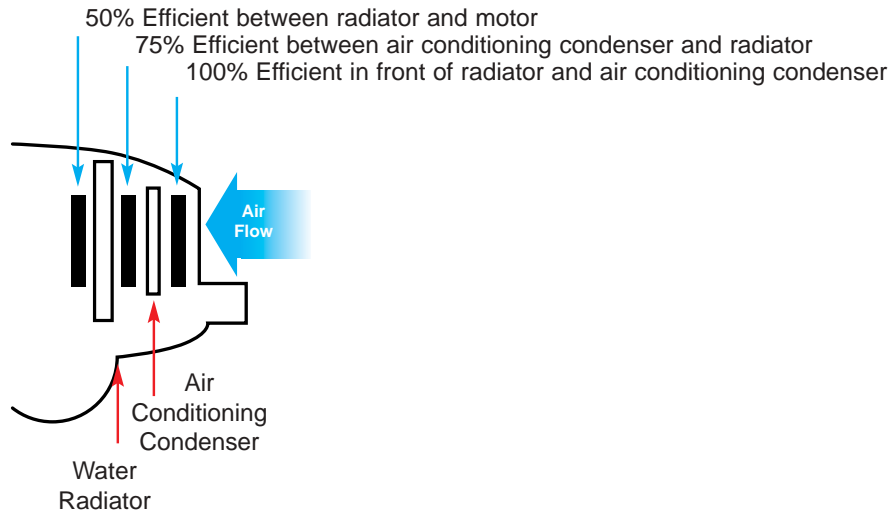 50% Efficient between radiator and motor
75% Efficient between air conditioning condenser and radiator
100% Efficient in front of radiator and air conditioning condenser
Air
Flow
Air
Conditioning
Condenser
Water
Radiator